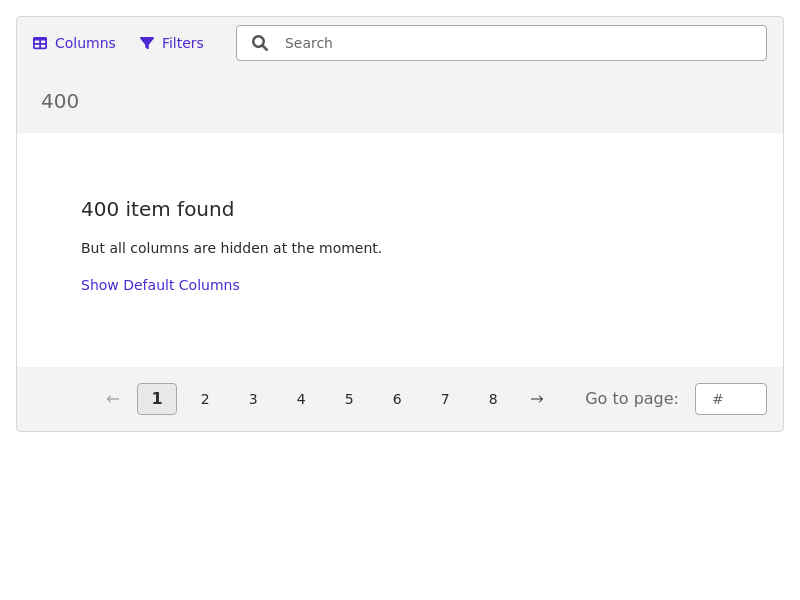 Columns Filters Search
400
400 item found
But all columns are hidden at the moment.
Show Default Columns
← 1 2 3 4 5 6 7 8 → Go to page: #